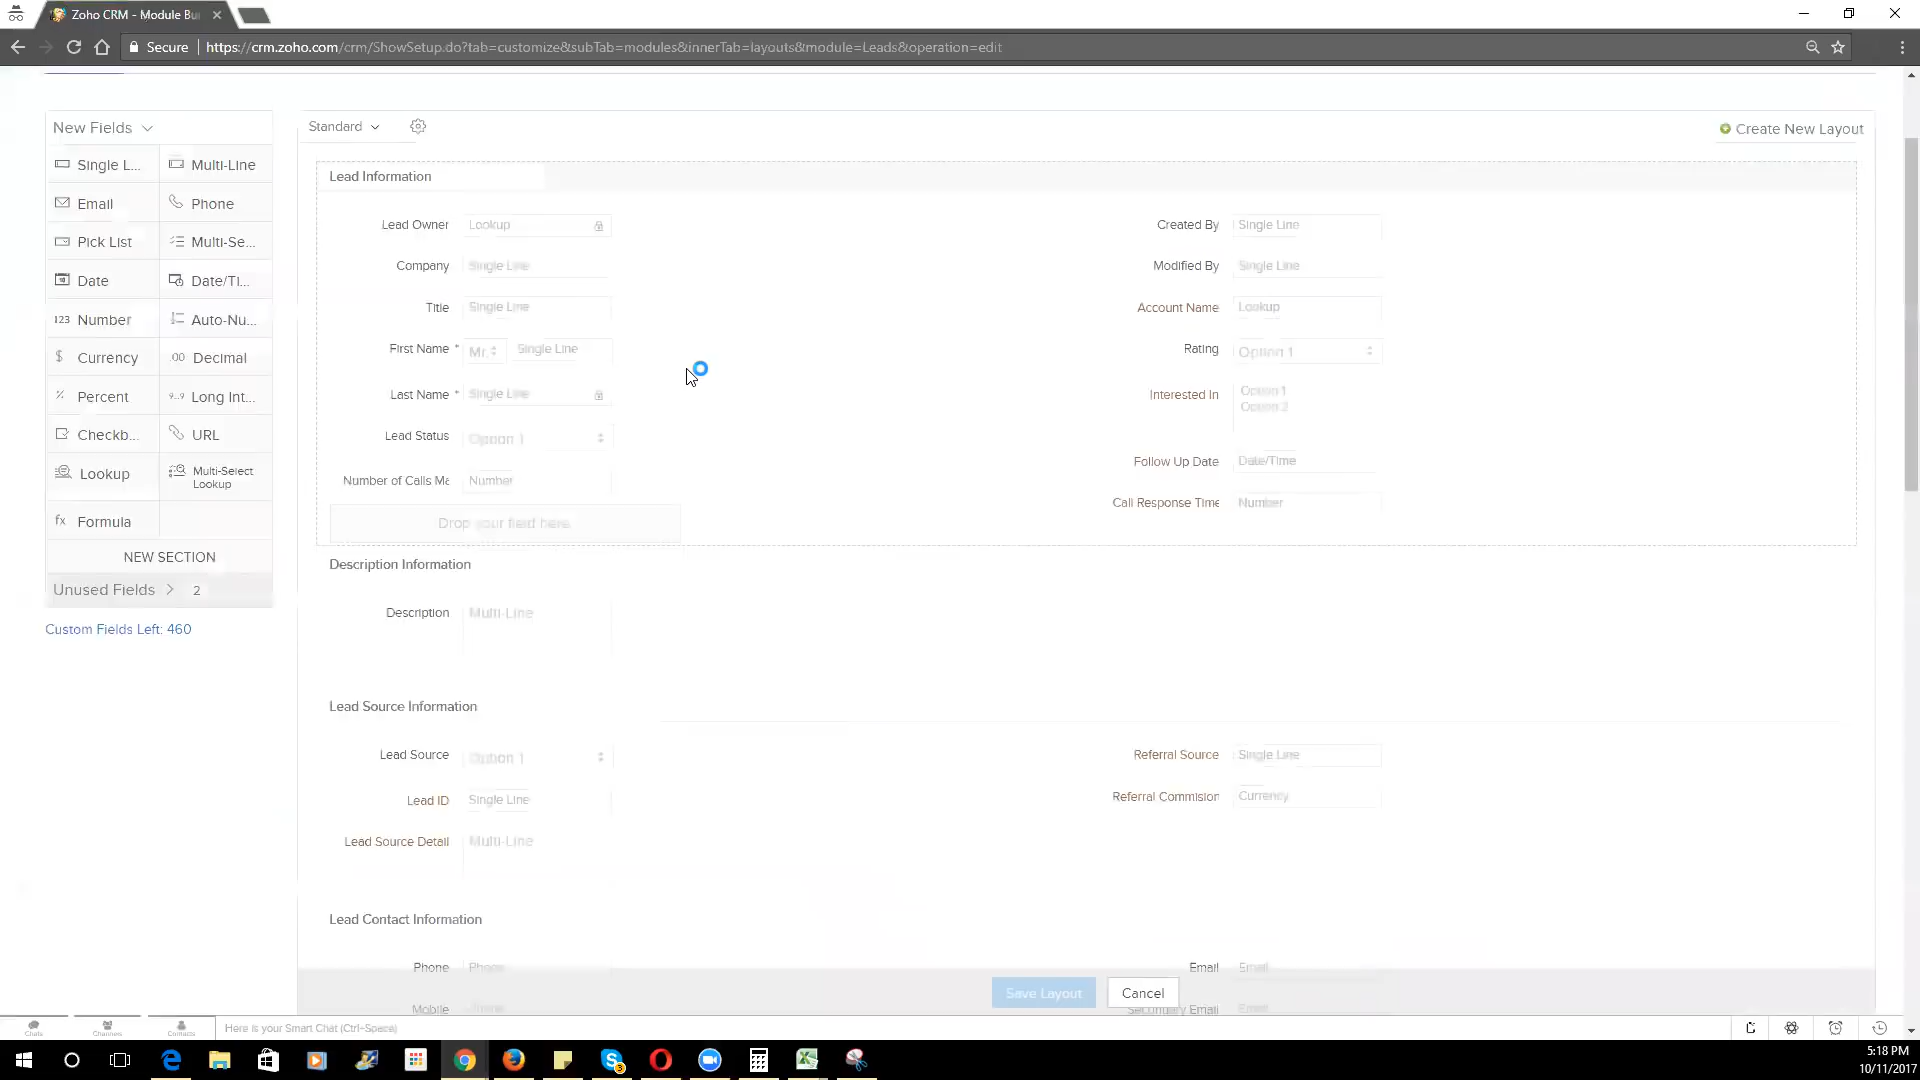 Zoho CRM - Module Bu
Secure
https://crm.zoho.com/crm/ShowSetup.do?tab=customize&subTab=modules&innerTab=layouts&module=Leads&operation=edit
New Fields
Single L...
Multi-Line
Email
Phone
Pick List
Multi-Se...
Date
Date/Ti...
123 Number
Auto-Nu...
$ Currency
.00 Decimal
% Percent
9..9 Long Int...
Checkb...
URL
Lookup
Multi-Select
Lookup
fx Formula
NEW SECTION
Unused Fields 2
Custom Fields Left: 460
Standard
Create New Layout
Lead Information
Lead Owner Lookup
Created By Single Line
Company Single Line
Modified By Single Line
Title Single Line
Account Name Lookup
First Name * Mr. Single Line
Rating Option 1
Last Name * Single Line
Interested In Option 1
Option 2
Lead Status Option 1
Follow Up Date Date/Time
Number of Calls Ma Number
Call Response Time Number
Drop your field here.
Description Information
Description Multi-Line
Lead Source Information
Lead Source Option 1
Referral Source Single Line
Lead ID Single Line
Referral Commision Currency
Lead Source Detail Multi-Line
Lead Contact Information
Phone Phone
Email Email
Mobile Phone
Secondary Email Email
Save Layout
Cancel
Chats
Channels
Contacts
Here is your Smart Chat (Ctrl+Space)
3
5:18 PM
10/11/2017